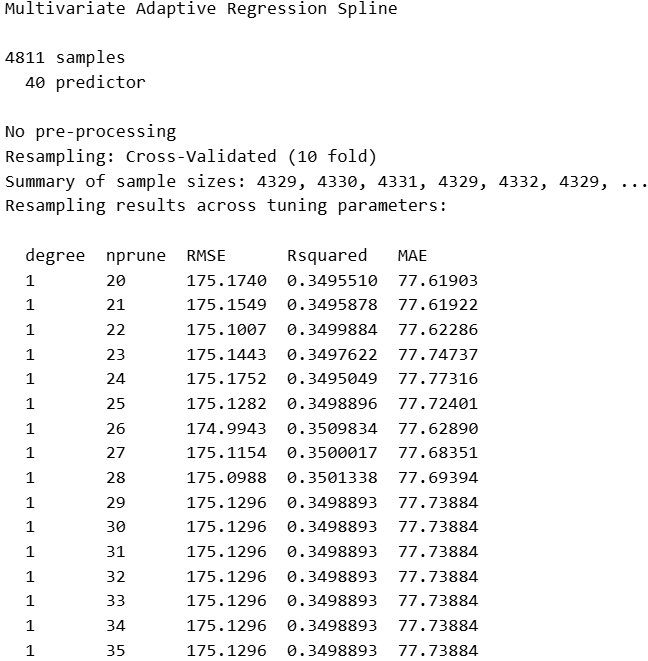 Multivariate Adaptive Regression Spline
4811 samples
40 predictor
No pre-processing
Resampling: Cross-Validated (10 fold)
Summary of sample sizes: 4329, 4330, 4331, 4329, 4332, 4329, ...
Resampling results across tuning parameters:
degree nprune RMSE Rsquared MAE
1 20 175.1740 0.3495510 77.61903
1 21 175.1549 0.3495878 77.61922
1 22 175.1007 0.3499884 77.62286
1 23 175.1443 0.3497622 77.74737
1 24 175.1752 0.3495049 77.77316
1 25 175.1282 0.3498896 77.72401
1 26 174.9943 0.3509834 77.62890
1 27 175.1154 0.3500017 77.68351
1 28 175.0988 0.3501338 77.69394
1 29 175.1296 0.3498893 77.73884
1 30 175.1296 0.3498893 77.73884
1 31 175.1296 0.3498893 77.73884
1 32 175.1296 0.3498893 77.73884
1 33 175.1296 0.3498893 77.73884
1 34 175.1296 0.3498893 77.73884
1 35 175.1296 0.3498893 77.73884